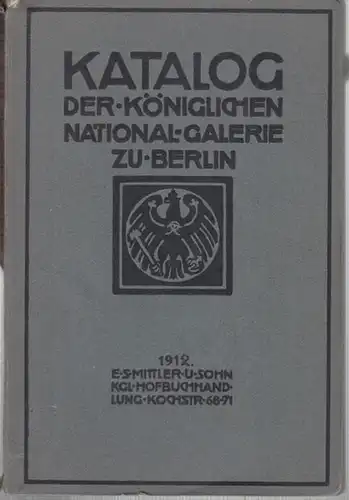 KATALOG
DER·KÖNIGLICHEN
NATIONAL-GALERIE
ZU·BERLIN
1912.
E·S·MITTLER·U·SOHN
KGL·HOFBUCHHAND-
LUNG·KOCHSTR·68-71